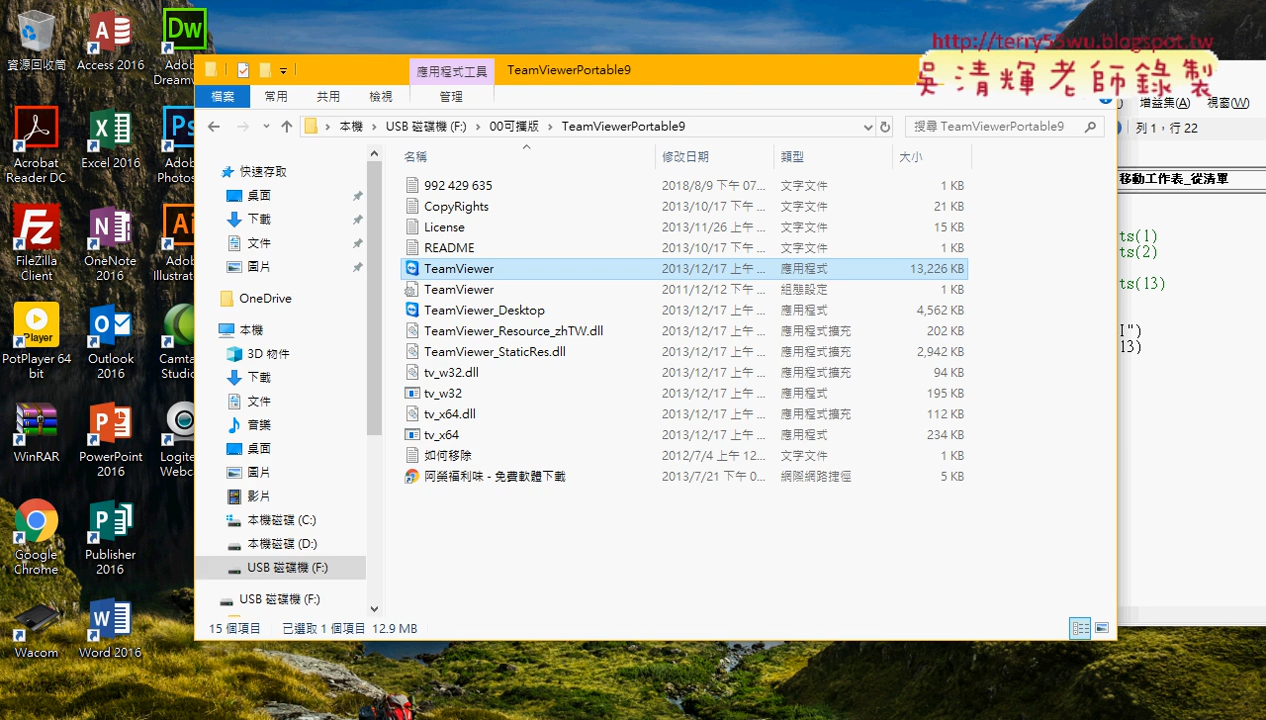 資源回收筒
Access 2016
Adob
Dreamw
Acrobat
Reader DC
Excel 2016
Adob
Photos
FileZilla
Client
OneNote
2016
Adob
Illustrat
PotPlayer 64
bit
Outlook
2016
Camta
Studio
WinRAR
PowerPoint
2016
Logite
Webc
Google
Chrome
Publisher
2016
Wacom
Word 2016
應用程式工具
TeamViewerPortable9
http://terry55wu.blogspot.tw
吳清輝老師錄製
檔案
常用
共用
檢視
管理
本機
USB 磁碟機 (F:)
00可攜版
TeamViewerPortable9
搜尋 TeamViewerPortable9
名稱
修改日期
類型
大小
快速存取
桌面
下載
文件
圖片
OneDrive
本機
3D 物件
下載
文件
音樂
桌面
圖片
影片
本機磁碟 (C:)
本機磁碟 (D:)
USB 磁碟機 (F:)
USB 磁碟機 (F:)
992 429 635 2018/8/9 下午 07... 文字文件 1 KB
CopyRights 2013/10/17 下午 ... 文字文件 21 KB
License 2013/11/26 上午 ... 文字文件 15 KB
README 2013/10/17 下午 ... 文字文件 1 KB
TeamViewer 2013/12/17 上午 ... 應用程式 13,226 KB
TeamViewer 2011/12/12 下午 ... 組態設定 1 KB
TeamViewer_Desktop 2013/12/17 上午 ... 應用程式 4,562 KB
TeamViewer_Resource_zhTW.dll 2013/12/17 上午 ... 應用程式擴充 202 KB
TeamViewer_StaticRes.dll 2013/12/17 上午 ... 應用程式擴充 2,942 KB
tv_w32.dll 2013/12/17 上午 ... 應用程式擴充 94 KB
tv_w32 2013/12/17 上午 ... 應用程式 195 KB
tv_x64.dll 2013/12/17 上午 ... 應用程式擴充 112 KB
tv_x64 2013/12/17 上午 ... 應用程式 234 KB
如何移除 2012/7/4 上午 12... 文字文件 1 KB
阿榮福利味 - 免費軟體下載 2013/7/21 下午 0... 網際網路捷徑 5 KB
15 個項目
已選取 1 個項目 12.9 MB
增益集(A)
視窗(W)
列 1，行 22
移動工作表_從清單
ts(1)
ts(2)
ts(13)
I")
13)